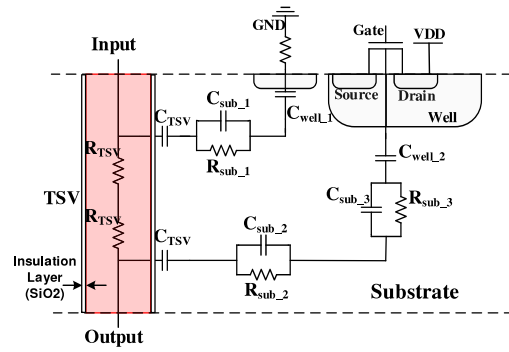 GND
Gate
VDD
Input
Source
Drain
Well
C_sub_1
C_TSV
C_well_1
R_TSV
R_sub_1
C_well_2
TSV
C_sub_3
R_sub_3
R_TSV
C_TSV
C_sub_2
Insulation
Layer
(SiO2)
R_sub_2
Substrate
Output